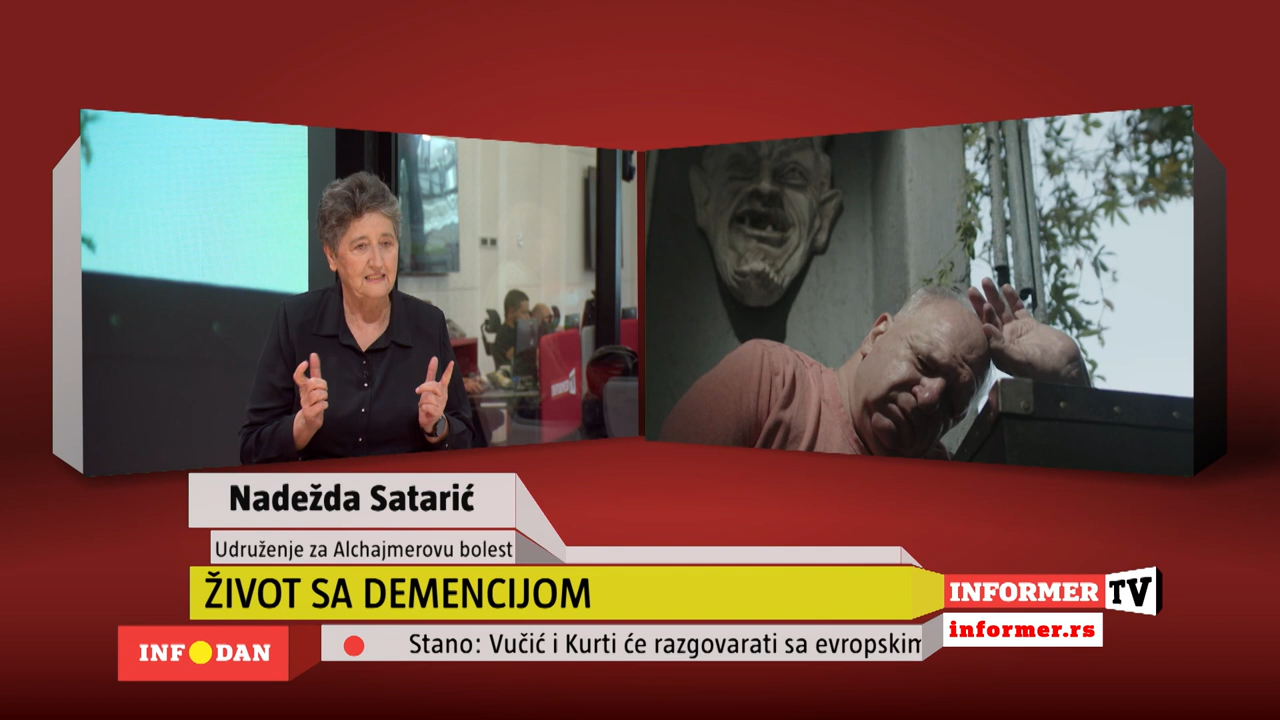 Nadežda Satarić
Udruženje za Alchajmerovu bolest
ŽIVOT SA DEMENCIJOM
INFORMER TV
informer.rs
INF DAN
Stano: Vučić i Kurti će razgovarati sa evropskim